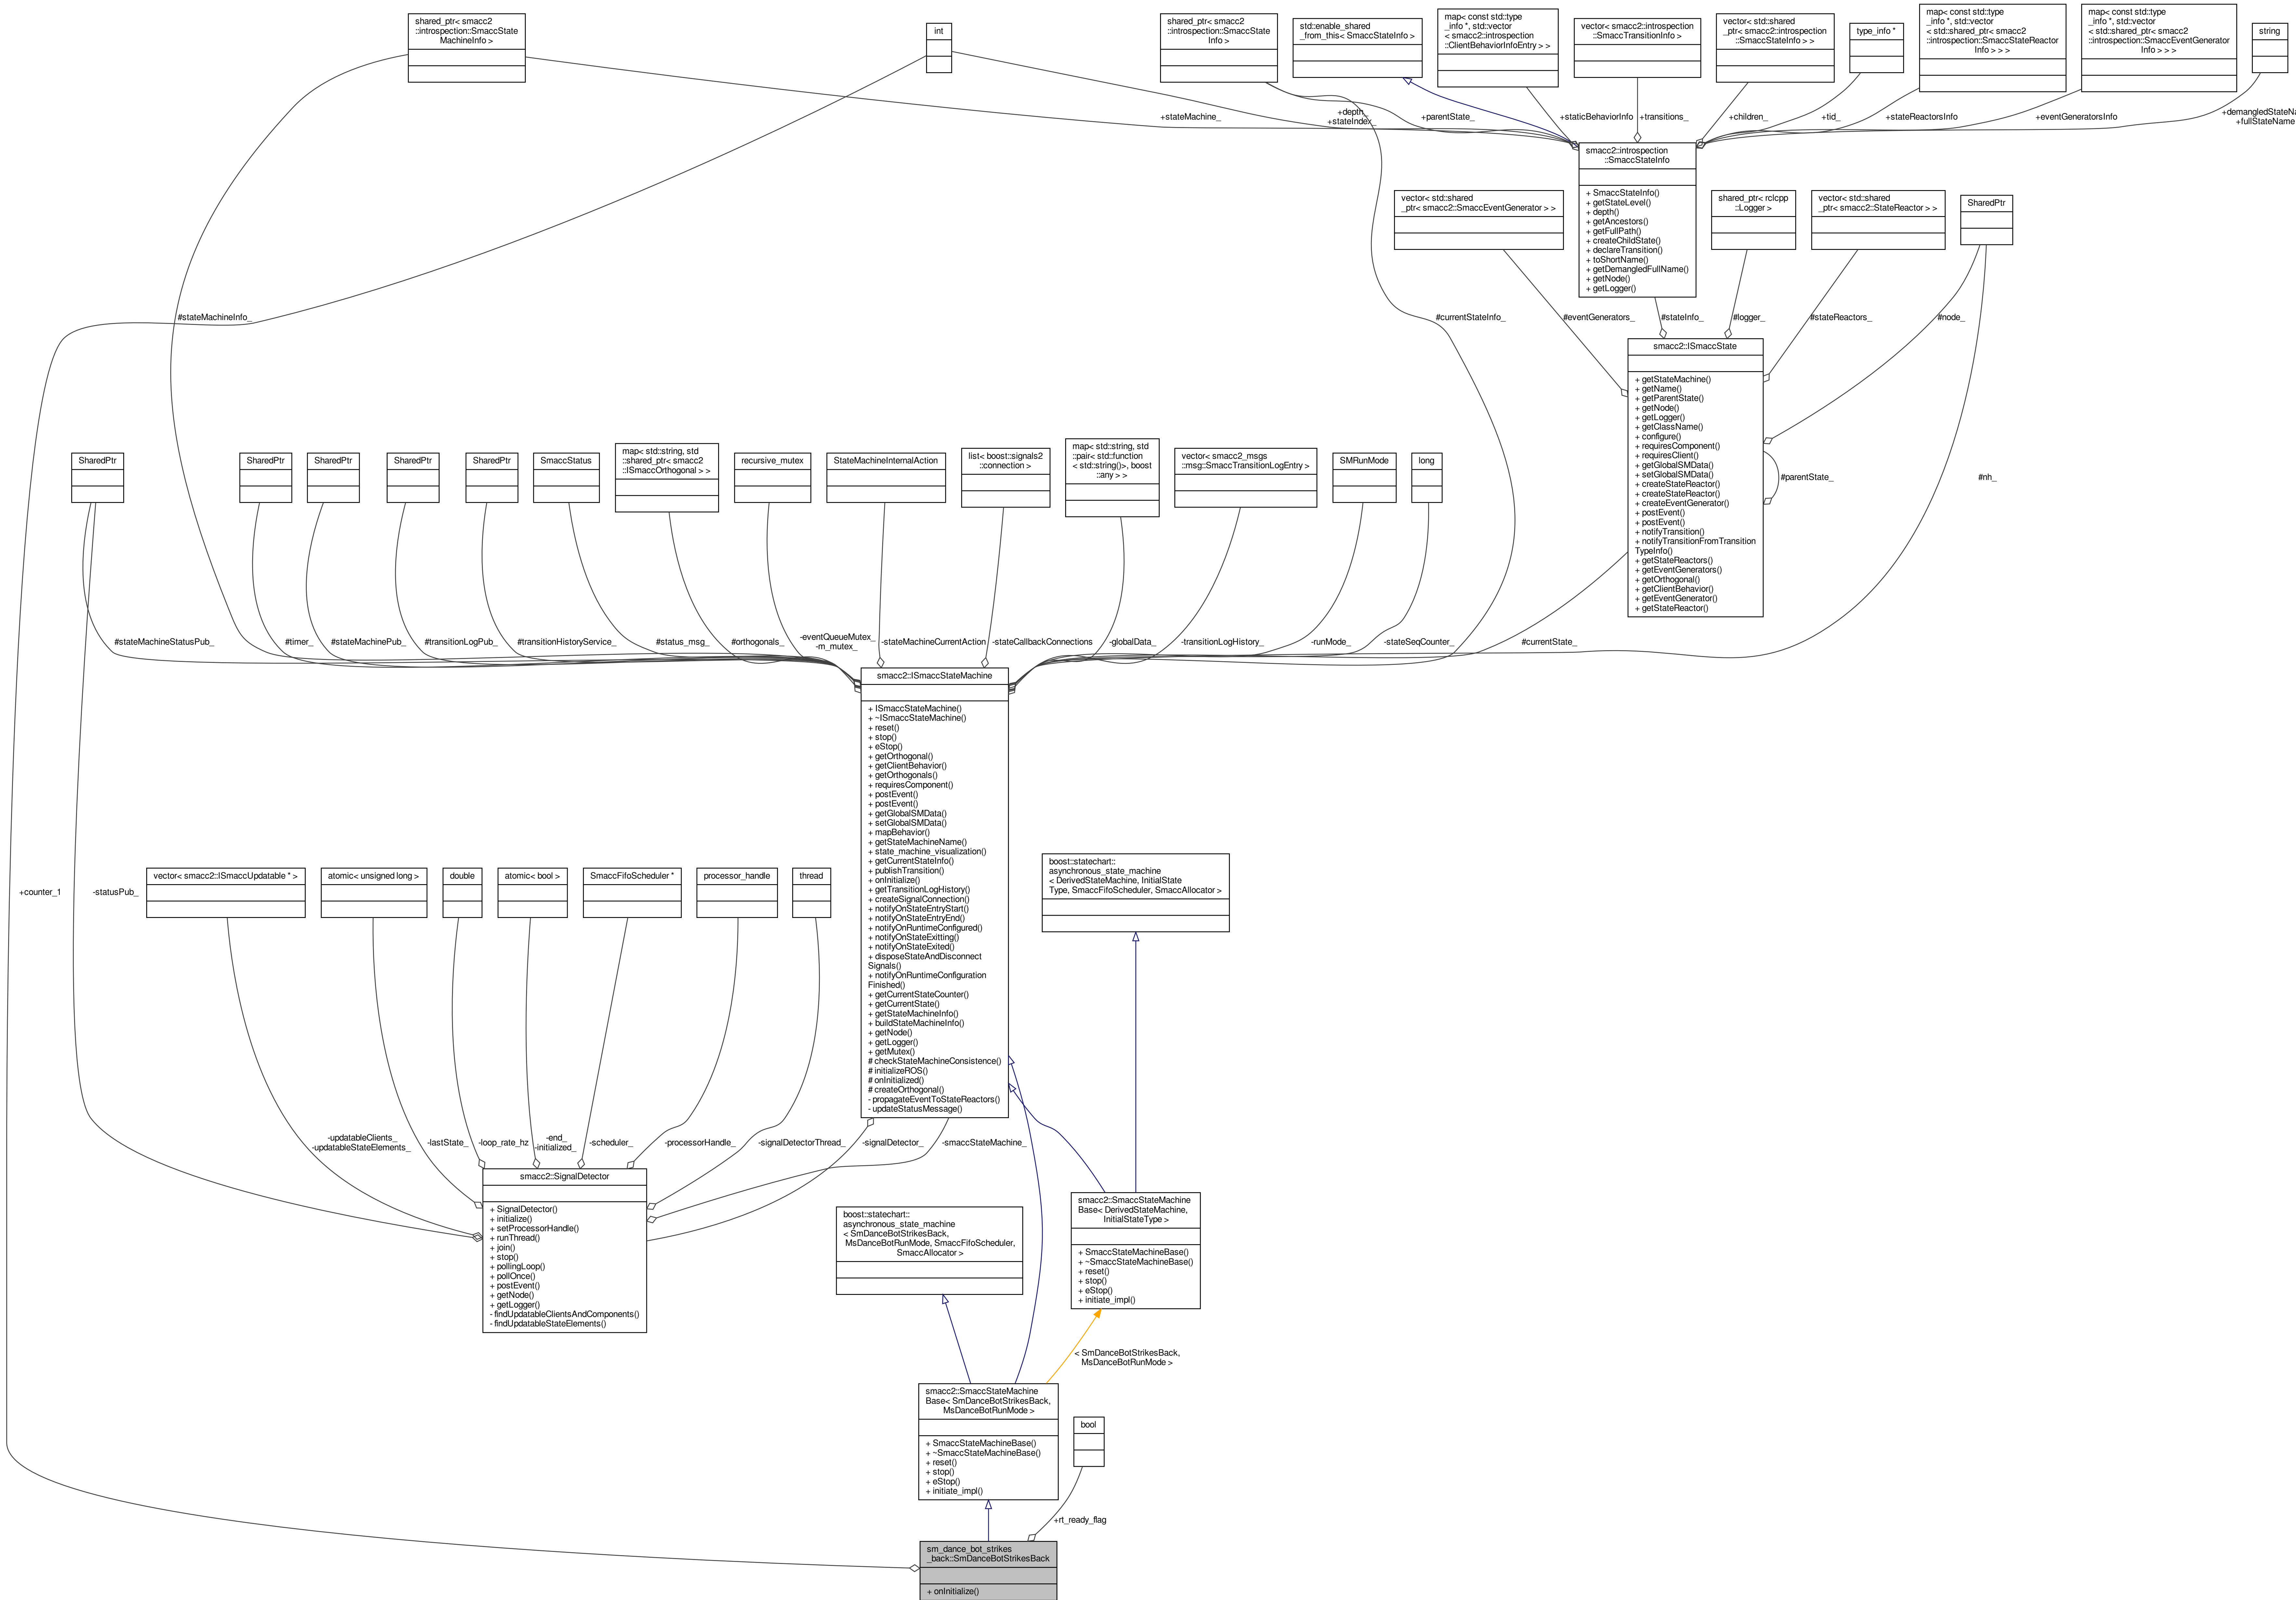 shared_ptr< smacc2
::introspection::SmaccState
MachineInfo >
int
shared_ptr< smacc2
::introspection::SmaccState
Info >
std::enable_shared
_from_this< SmaccStateInfo >
map< const std::type
_info *, std::vector
< smacc2::introspection
::ClientBehaviorInfoEntry > >
vector< smacc2::introspection
::SmaccTransitionInfo >
vector< std::shared
_ptr< smacc2::introspection
::SmaccStateInfo > >
type_info *
map< const std::type
_info *, std::vector
< std::shared_ptr< smacc2
::introspection::SmaccStateReactor
Info > > >
map< const std::type
_info *, std::vector
< std::shared_ptr< smacc2
::introspection::SmaccEventGenerator
Info > > >
string
+stateMachine_
+depth_
+stateIndex_
+parentState_
+staticBehaviorInfo
+transitions_
+children_
+tid_
+stateReactorsInfo
+eventGeneratorsInfo
+demangledStateNa
+fullStateName
smacc2::introspection
::SmaccStateInfo
+ SmaccStateInfo()
+ getStateLevel()
+ depth()
+ getAncestors()
+ getFullPath()
+ createChildState()
+ declareTransition()
+ toShortName()
+ getDemangledFullName()
+ getNode()
+ getLogger()
vector< std::shared
_ptr< smacc2::SmaccEventGenerator > >
shared_ptr< rclcpp
::Logger >
vector< std::shared
_ptr< smacc2::StateReactor > >
SharedPtr
#stateMachineInfo_
#currentStateInfo_
#eventGenerators_
#stateInfo_
#logger_
#stateReactors_
#node_
smacc2::ISmaccState
+ getStateMachine()
+ getName()
+ getParentState()
+ getNode()
+ getLogger()
+ getClassName()
+ configure()
+ requiresComponent()
+ requiresClient()
+ getGlobalSMData()
+ setGlobalSMData()
+ createStateReactor()
+ createStateReactor()
+ createEventGenerator()
+ postEvent()
+ postEvent()
+ notifyTransition()
+ notifyTransitionFromTransition
TypeInfo()
+ getStateReactors()
+ getEventGenerators()
+ getOrthogonal()
+ getClientBehavior()
+ getEventGenerator()
+ getStateReactor()
#parentState_
#nh_
SharedPtr
SharedPtr
SharedPtr
SharedPtr
SharedPtr
SmaccStatus
map< std::string, std
::shared_ptr< smacc2
::ISmaccOrthogonal > >
recursive_mutex
StateMachineInternalAction
list< boost::signals2
::connection >
map< std::string, std
::pair< std::function
< std::string()>, boost
::any > >
vector< smacc2_msgs
::msg::SmaccTransitionLogEntry >
SMRunMode
long
#stateMachineStatusPub_
#timer_
#stateMachinePub_
#transitionLogPub_
#transitionHistoryService_
#status_msg_
#orthogonals_
-eventQueueMutex_
-m_mutex_
-stateMachineCurrentAction
-stateCallbackConnections
-globalData_
-transitionLogHistory_
-runMode_
-stateSeqCounter_
#currentState_
smacc2::ISmaccStateMachine
+ ISmaccStateMachine()
+ ~ISmaccStateMachine()
+ reset()
+ stop()
+ eStop()
+ getOrthogonal()
+ getClientBehavior()
+ getOrthogonals()
+ requiresComponent()
+ postEvent()
+ postEvent()
+ getGlobalSMData()
+ setGlobalSMData()
+ mapBehavior()
+ getStateMachineName()
+ state_machine_visualization()
+ getCurrentStateInfo()
+ publishTransition()
+ onInitialize()
+ getTransitionLogHistory()
+ createSignalConnection()
+ notifyOnStateEntryStart()
+ notifyOnStateEntryEnd()
+ notifyOnRuntimeConfigured()
+ notifyOnStateExitting()
+ notifyOnStateExited()
+ disposeStateAndDisconnect
Signals()
+ notifyOnRuntimeConfiguration
Finished()
+ getCurrentStateCounter()
+ getCurrentState()
+ getStateMachineInfo()
+ buildStateMachineInfo()
+ getNode()
+ getLogger()
+ getMutex()
# checkStateMachineConsistence()
# initializeROS()
# onInitialized()
# createOrthogonal()
- propagateEventToStateReactors()
- updateStatusMessage()
+counter_1
-statusPub_
vector< smacc2::ISmaccUpdatable * >
atomic< unsigned long >
double
atomic< bool >
SmaccFifoScheduler *
processor_handle
thread
boost::statechart::
asynchronous_state_machine
< DerivedStateMachine, InitialState
Type, SmaccFifoScheduler, SmaccAllocator >
-updatableClients_
-updatableStateElements_
-lastState_
-loop_rate_hz
-end_
-initialized_
-scheduler_
-processorHandle_
-signalDetectorThread_
-signalDetector_
-smaccStateMachine_
smacc2::SignalDetector
+ SignalDetector()
+ initialize()
+ setProcessorHandle()
+ runThread()
+ join()
+ stop()
+ pollingLoop()
+ pollOnce()
+ postEvent()
+ getNode()
+ getLogger()
- findUpdatableClientsAndComponents()
- findUpdatableStateElements()
boost::statechart::
asynchronous_state_machine
< SmDanceBotStrikesBack,
MsDanceBotRunMode, SmaccFifoScheduler,
SmaccAllocator >
smacc2::SmaccStateMachine
Base< DerivedStateMachine,
InitialStateType >
+ SmaccStateMachineBase()
+ ~SmaccStateMachineBase()
+ reset()
+ stop()
+ eStop()
+ initiate_impl()
< SmDanceBotStrikesBack,
MsDanceBotRunMode >
smacc2::SmaccStateMachine
Base< SmDanceBotStrikesBack,
MsDanceBotRunMode >
+ SmaccStateMachineBase()
+ ~SmaccStateMachineBase()
+ reset()
+ stop()
+ eStop()
+ initiate_impl()
bool
+rt_ready_flag
sm_dance_bot_strikes
_back::SmDanceBotStrikesBack
+ onInitialize()